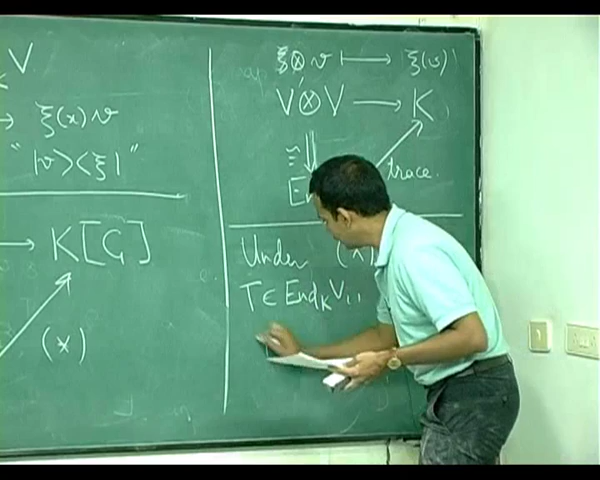 V
ξ(x)v
"|v><ξ|"
→ K[G]
(*)
ξ⊗v ↦ ξ(v)
V'⊗V → K
≅
trace.
Under
T ∈ End_K V